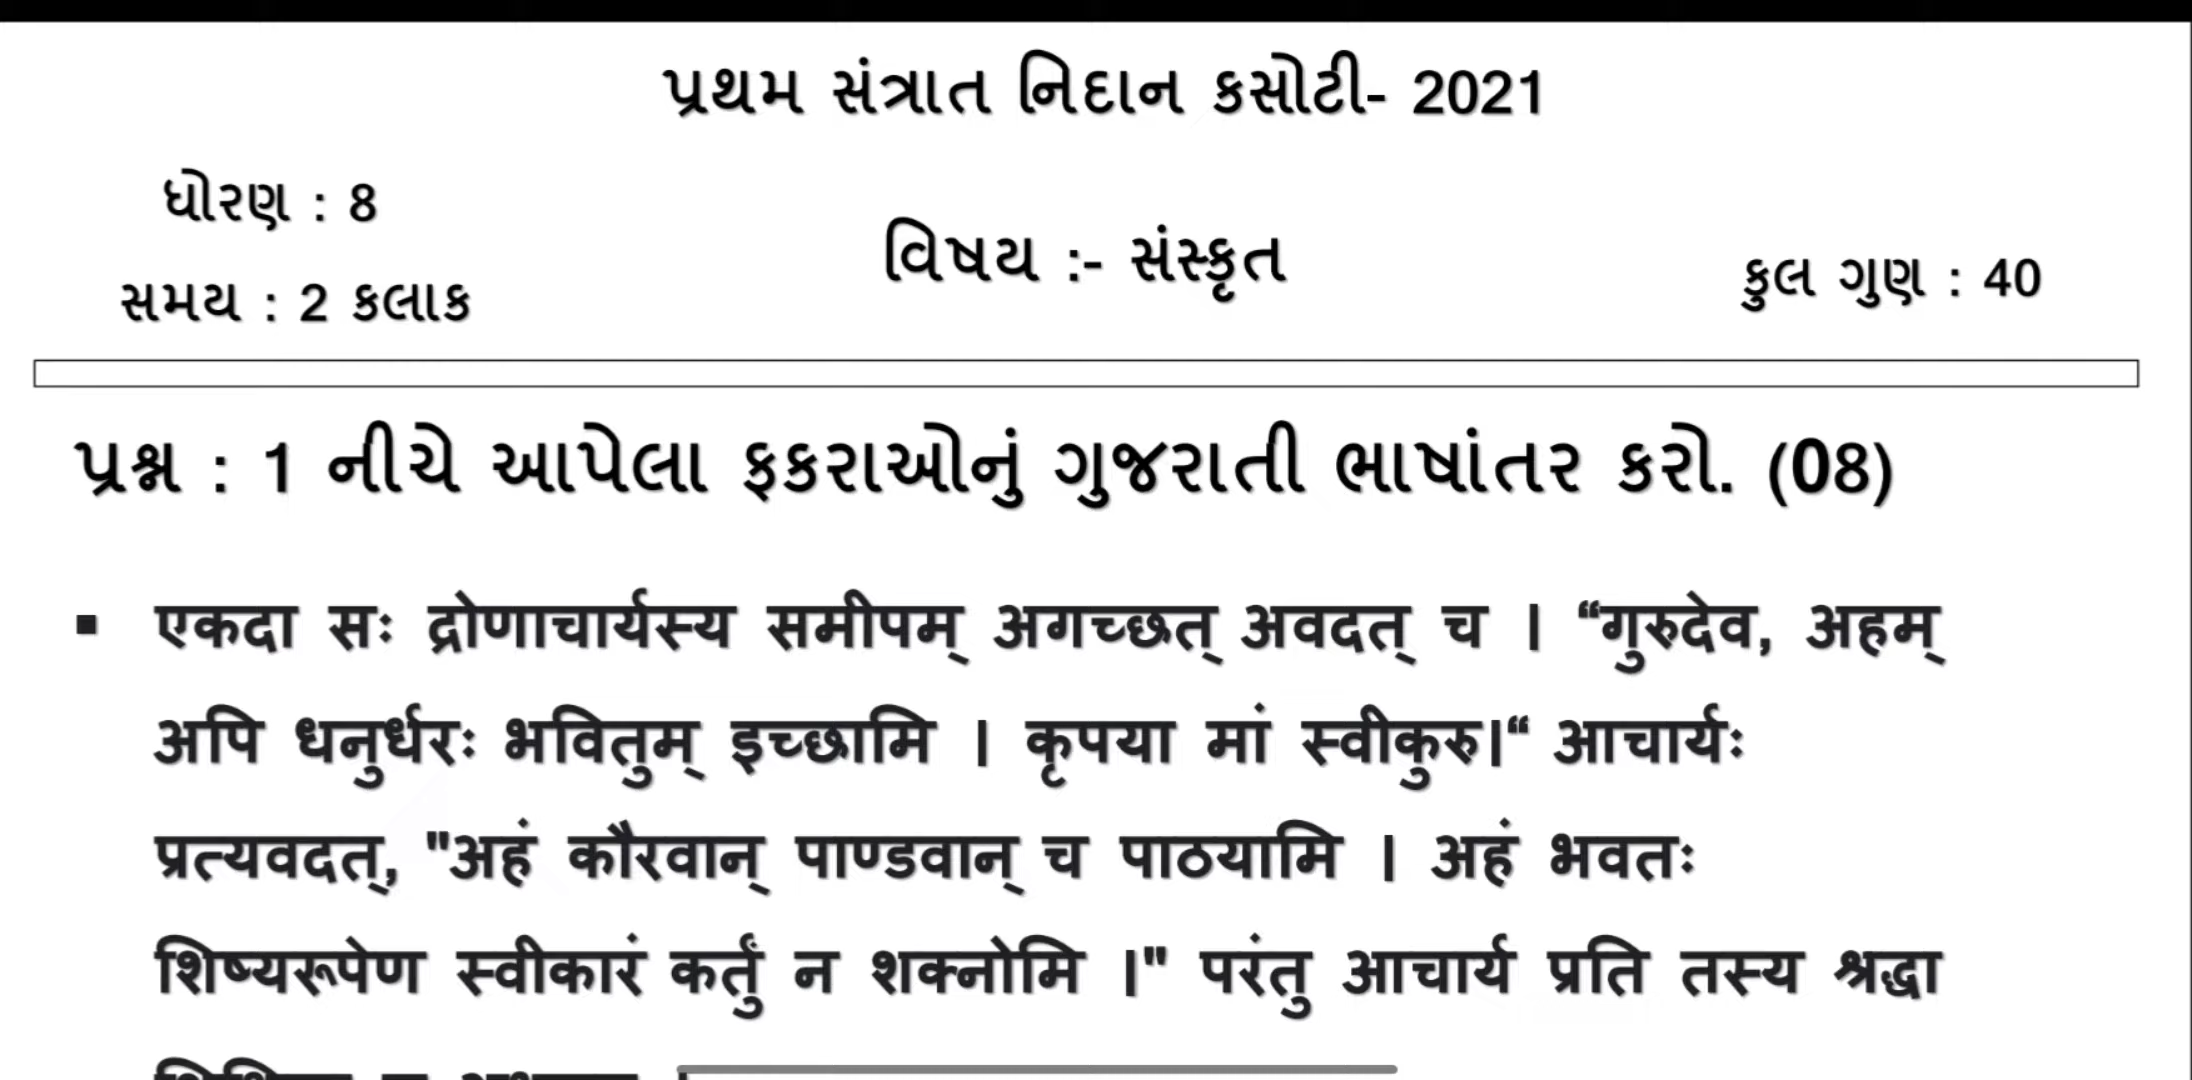 પ્રથમ સંત્રાત નિદાન કસોટી- 2021
ધોરણ : 8
વિષય :- સંસ્કૃત
કુલ ગુણ : 40
સમય : 2 કલાક
પ્રશ્ન : 1 નીચે આપેલા ફકરાઓનું ગુજરાતી ભાષાંતર કરો. (08)
▪ एकदा सः द्रोणाचार्यस्य समीपम् अगच्छत् अवदत् च । “गुरुदेव, अहम्
अपि धनुर्धरः भवितुम् इच्छामि । कृपया मां स्वीकुरु।“ आचार्यः
प्रत्यवदत्, "अहं कौरवान् पाण्डवान् च पाठयामि । अहं भवतः
शिष्यरूपेण स्वीकारं कर्तुं न शक्नोमि ।" परंतु आचार्य प्रति तस्य श्रद्धा